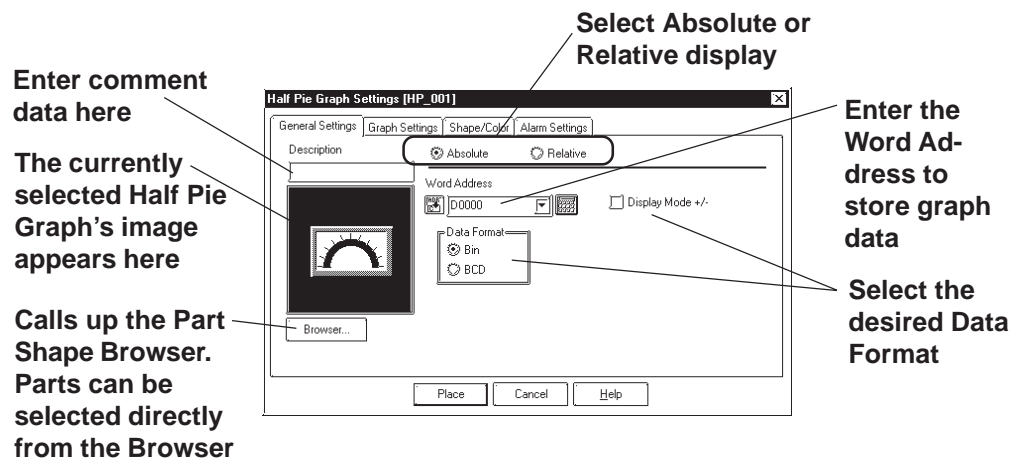 Select Absolute or
Relative display
Enter comment
data here
The currently
selected Half Pie
Graph's image
appears here
Calls up the Part
Shape Browser.
Parts can be
selected directly
from the Browser
Half Pie Graph Settings [HP_001]
General Settings Graph Settings Shape/Color Alarm Settings
Description
Absolute Relative
Word Address
D0000
Display Mode +/-
Data Format
Bin
BCD
Browser...
Place Cancel Help
Enter the
Word Ad-
dress to
store graph
data
Select the
desired Data
Format